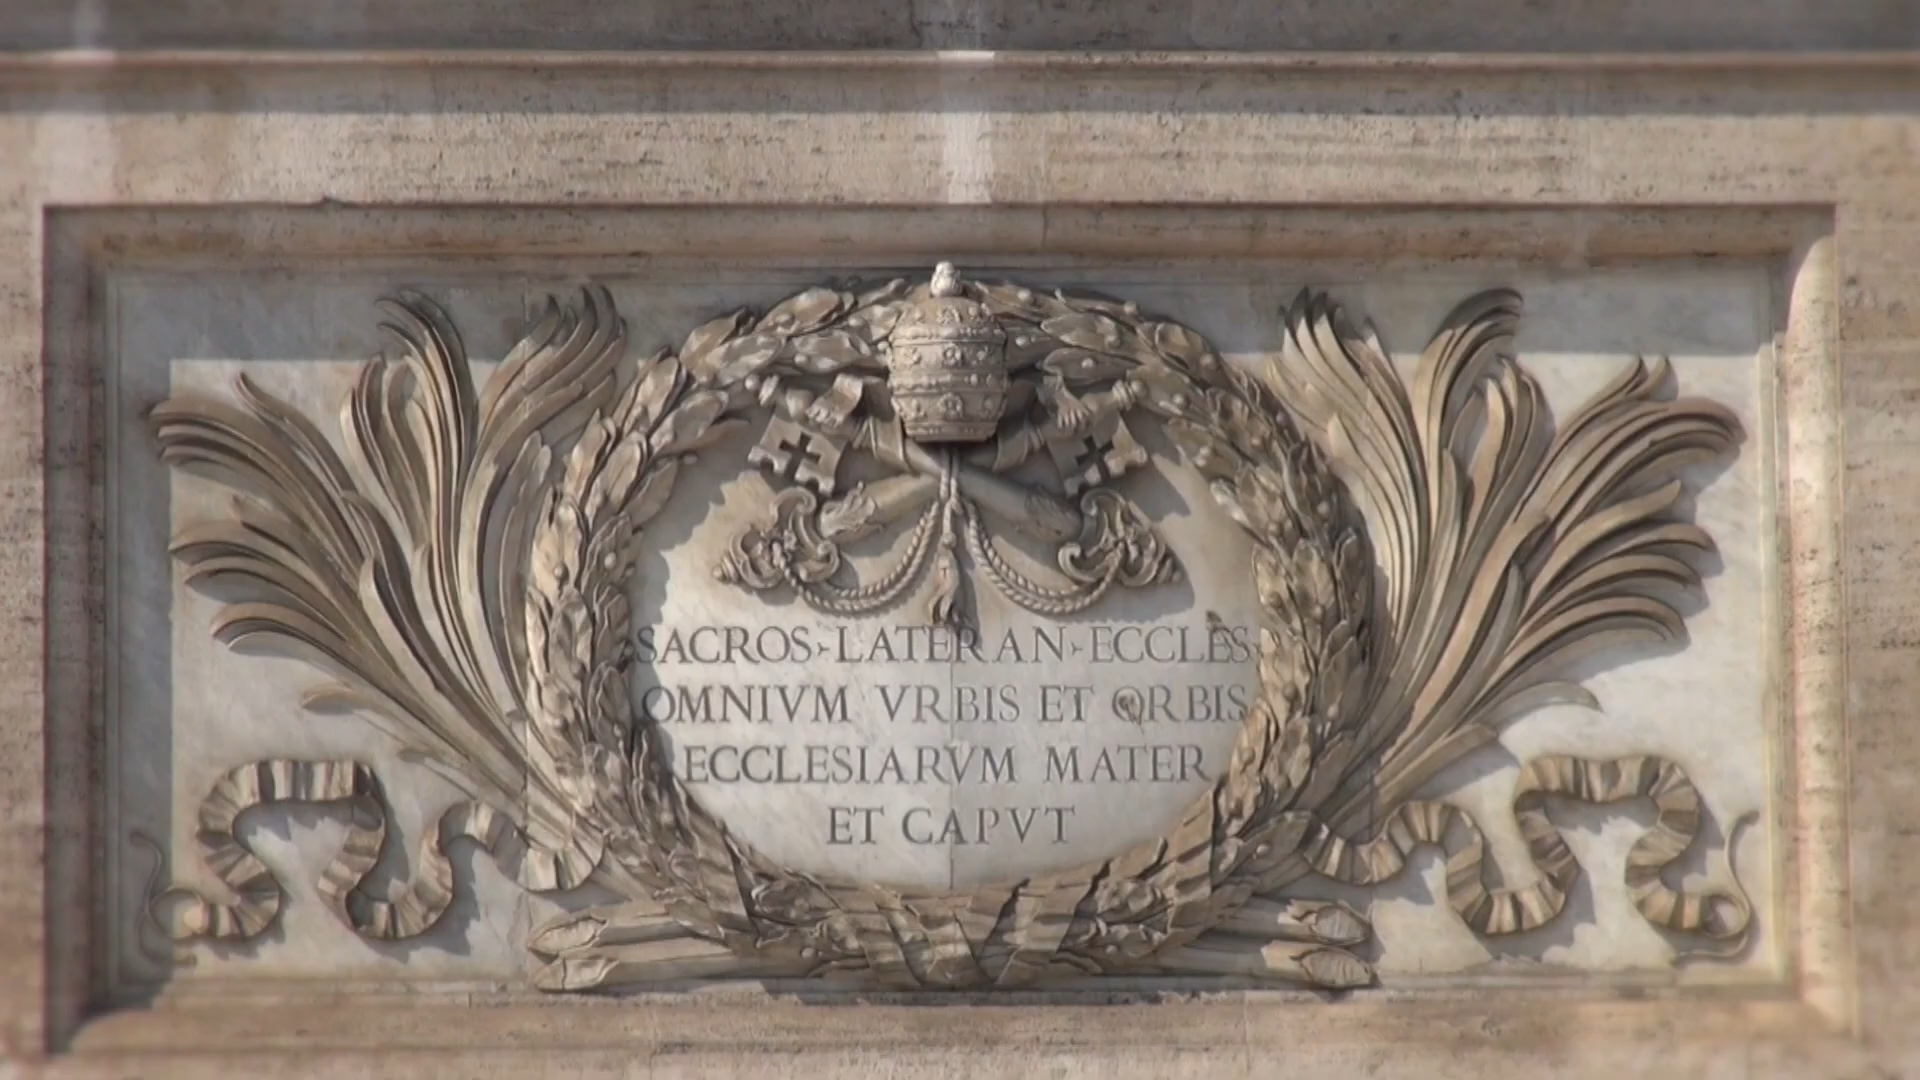 SACROS·LATERAN·ECCLES·
OMNIVM VRBIS ET ORBIS
ECCLESIARVM MATER
ET CAPVT